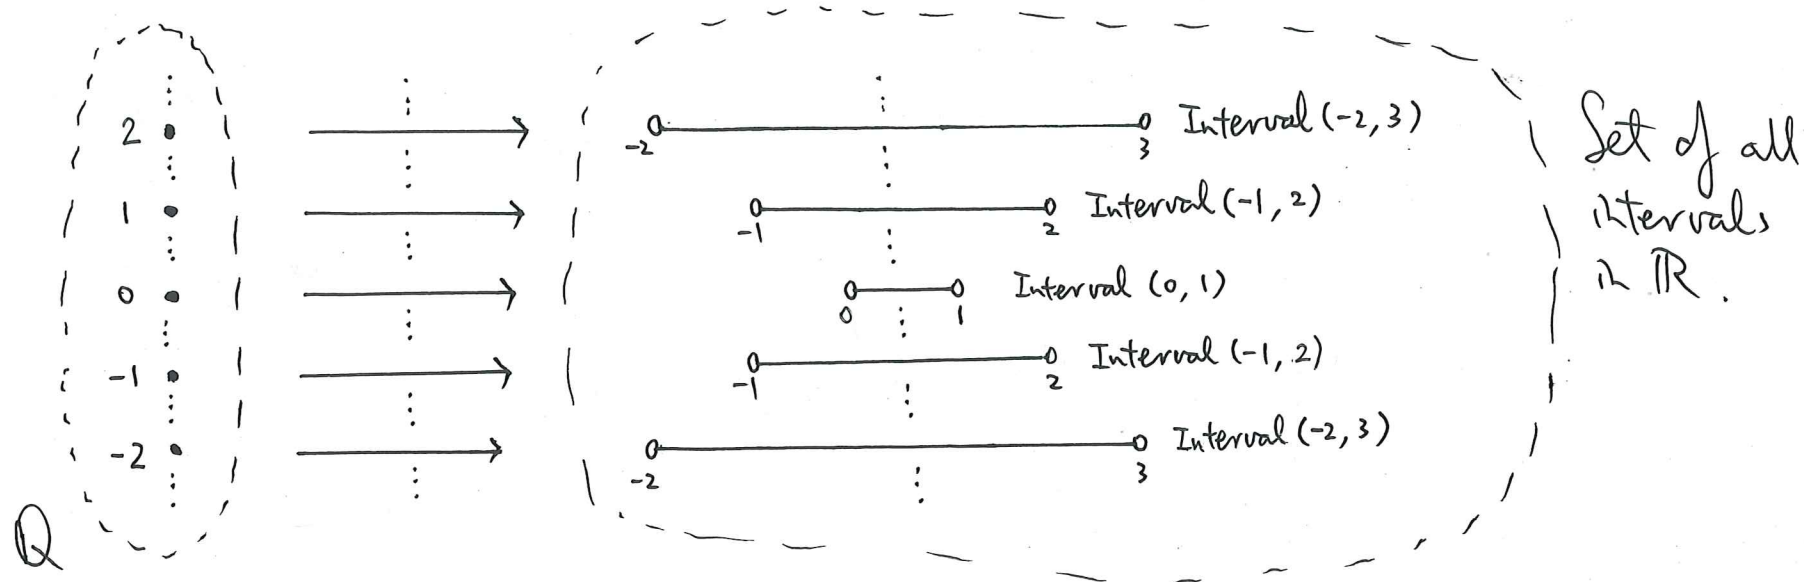 2
-2 3 Interval (-2, 3)
1
-1 2 Interval (-1, 2)
0
0 1 Interval (0, 1)
-1
-1 2 Interval (-1, 2)
-2
-2 3 Interval (-2, 3)
ℚ
Set of all
intervals
in ℝ.